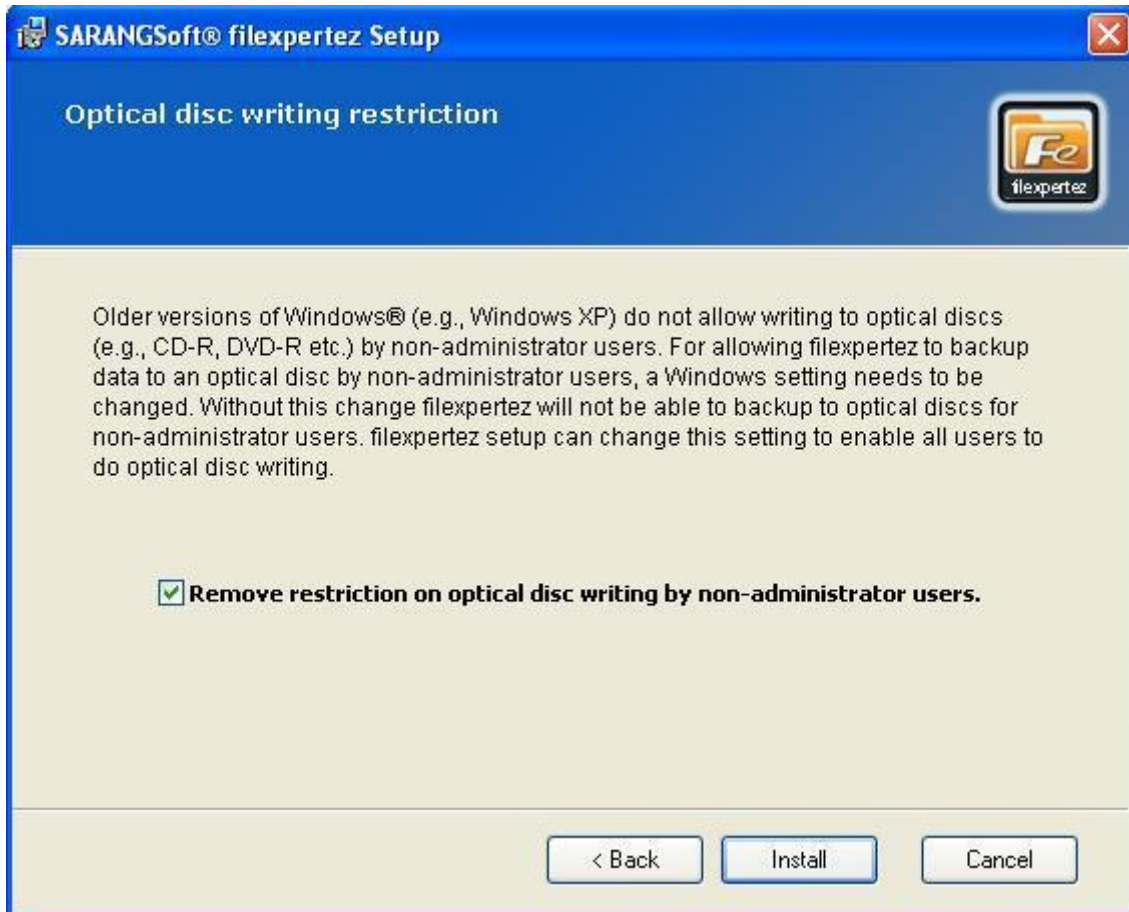 SARANGSoft® filexpertez Setup
Optical disc writing restriction
Fe
filexpertez
Older versions of Windows® (e.g., Windows XP) do not allow writing to optical discs
(e.g., CD-R, DVD-R etc.) by non-administrator users. For allowing filexpertez to backup
data to an optical disc by non-administrator users, a Windows setting needs to be
changed. Without this change filexpertez will not be able to backup to optical discs for
non-administrator users. filexpertez setup can change this setting to enable all users to
do optical disc writing.
Remove restriction on optical disc writing by non-administrator users.
< Back Install Cancel